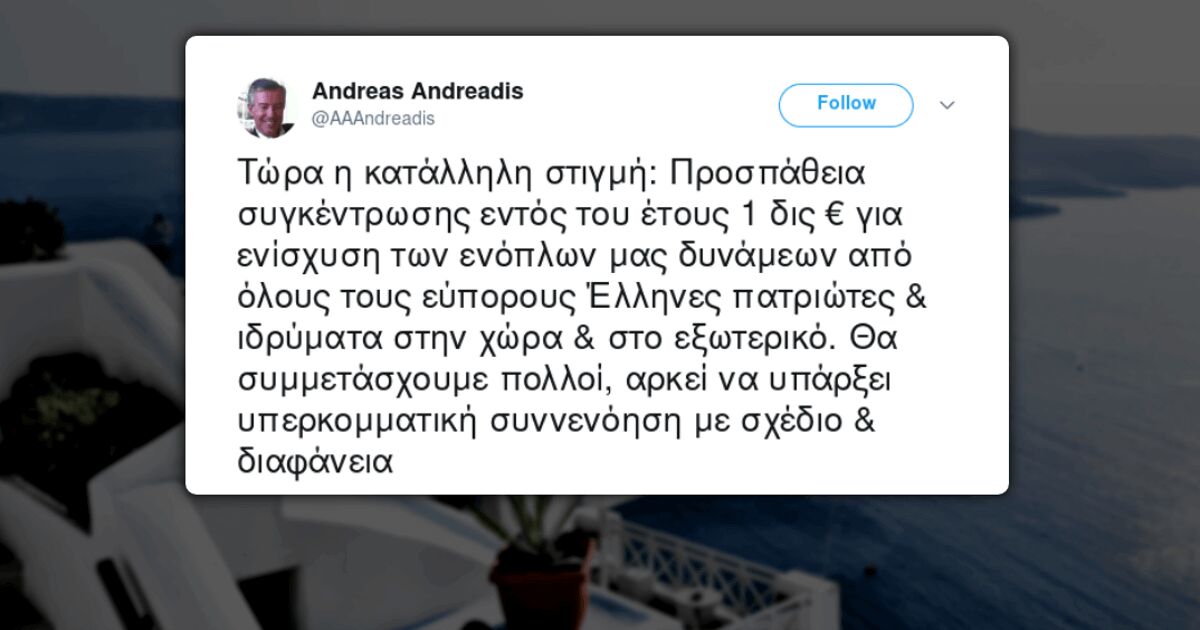 Andreas Andreadis
@AAAndreadis
Follow
Τώρα η κατάλληλη στιγμή: Προσπάθεια
συγκέντρωσης εντός του έτους 1 δις € για
ενίσχυση των ενόπλων μας δυνάμεων από
όλους τους εύπορους Έλληνες πατριώτες &
ιδρύματα στην χώρα & στο εξωτερικό. Θα
συμμετάσχουμε πολλοί, αρκεί να υπάρξει
υπερκομματική συννενόηση με σχέδιο &
διαφάνεια